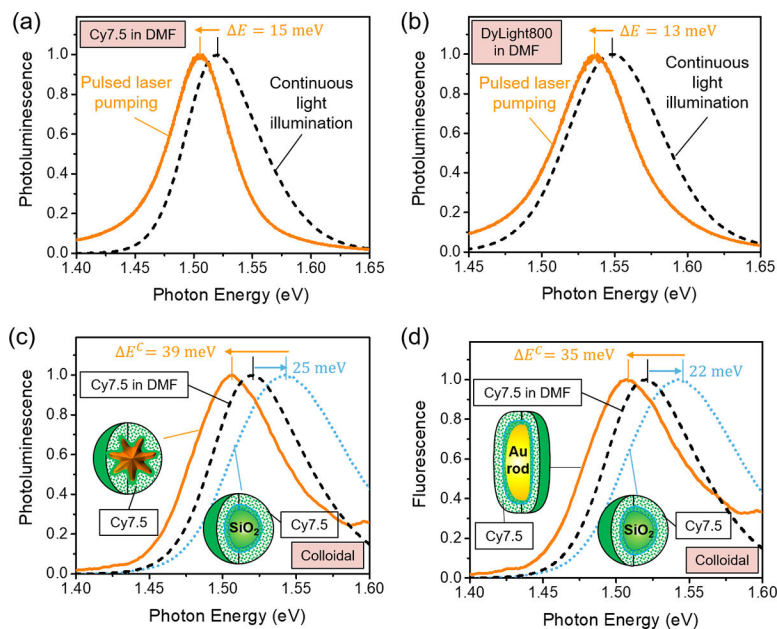 (a)
Cy7.5 in DMF
ΔE = 15 meV
Pulsed laser
pumping
Continuous
light
illumination
Photoluminescence
1.0
0.8
0.6
0.4
0.2
0.0
1.40
1.45
1.50
1.55
1.60
1.65
Photon Energy (eV)
(b)
DyLight800
in DMF
ΔE = 13 meV
Pulsed laser
pumping
Continuous
light
illumination
Photoluminescence
1.0
0.8
0.6
0.4
0.2
0.0
1.45
1.50
1.55
1.60
1.65
Photon Energy (eV)
(c)
ΔEᶜ= 39 meV
25 meV
Cy7.5 in DMF
Cy7.5
SiO₂
Cy7.5
Colloidal
Photoluminescence
1.0
0.8
0.6
0.4
0.2
0.0
1.40
1.45
1.50
1.55
1.60
Photon Energy (eV)
(d)
ΔEᶜ= 35 meV
22 meV
Cy7.5 in DMF
Au
rod
Cy7.5
SiO₂
Cy7.5
Colloidal
Fluorescence
1.0
0.8
0.6
0.4
0.2
0.0
1.40
1.45
1.50
1.55
1.60
Photon Energy (eV)